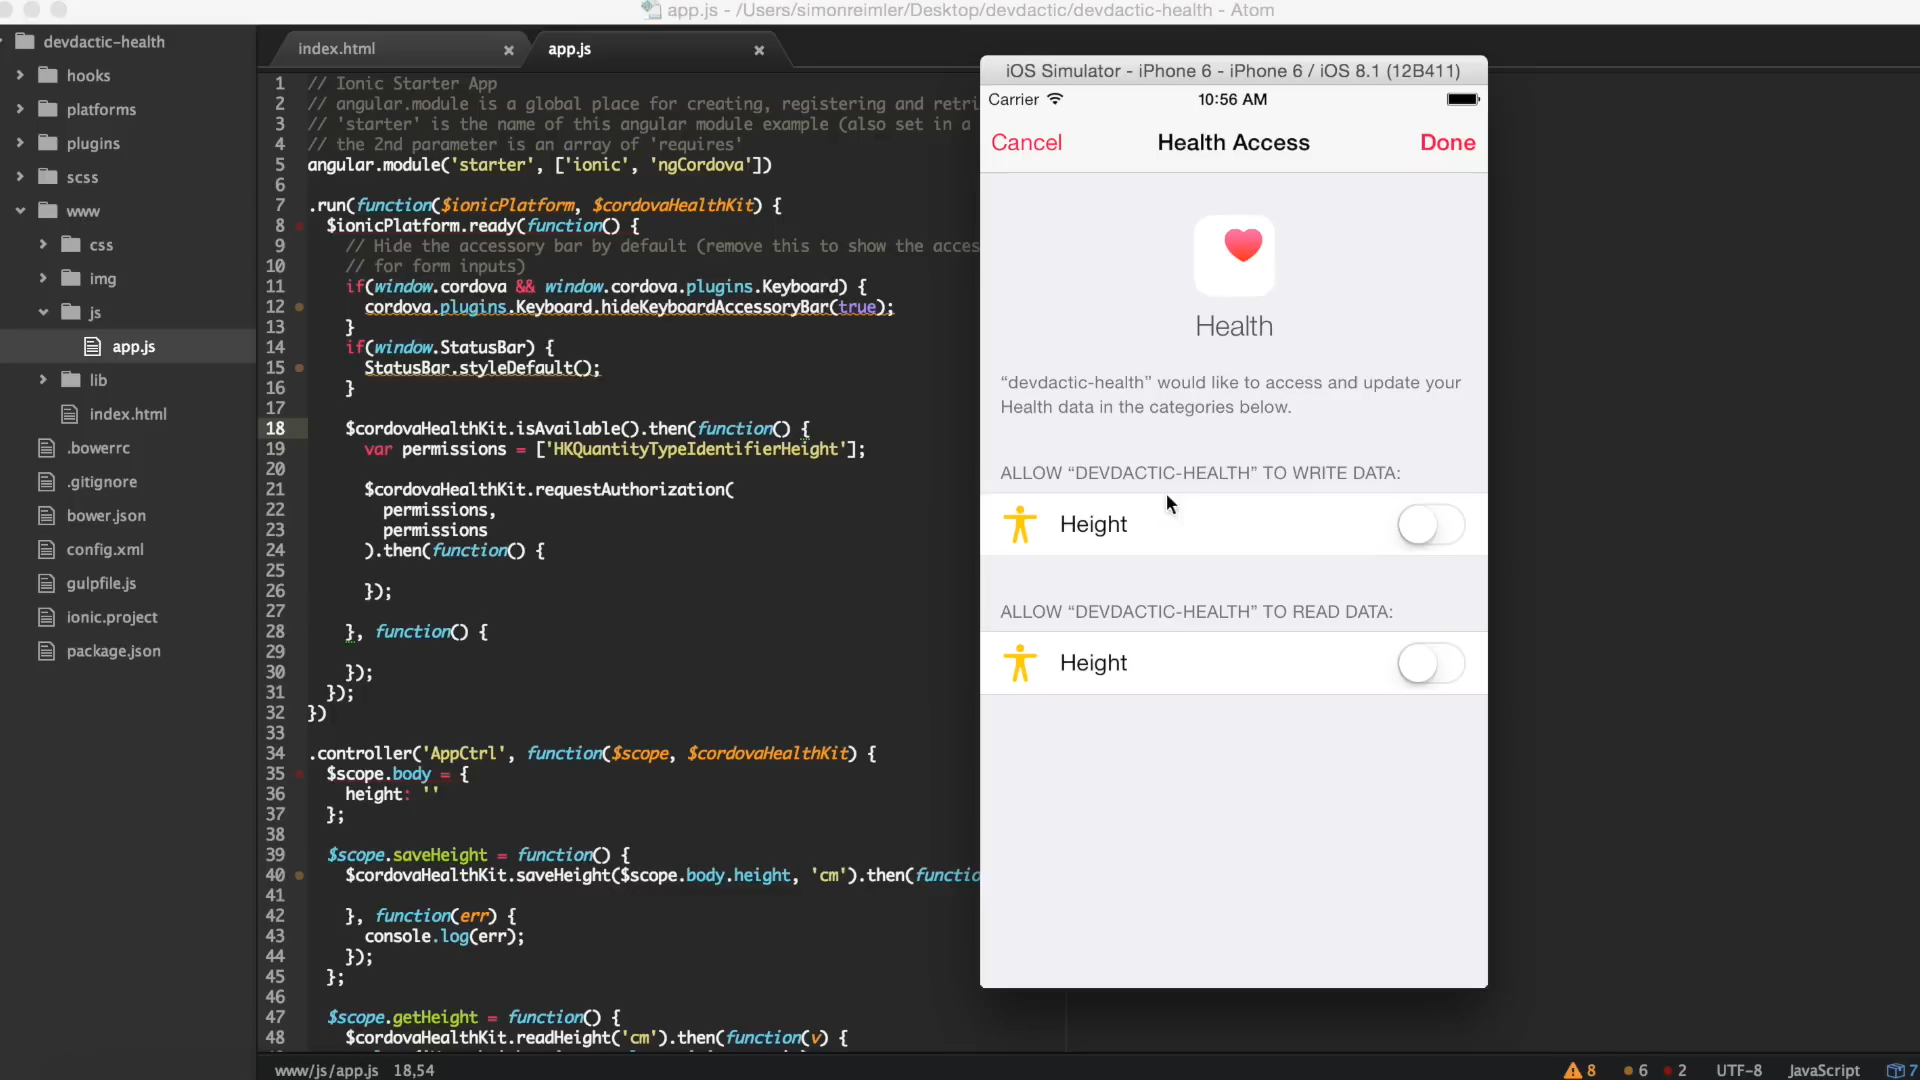 app.js - /Users/simonreimler/Desktop/devdactic/devdactic-health - Atom
devdactic-health
hooks
platforms
plugins
scss
www
css
img
js
app.js
lib
index.html
.bowerrc
.gitignore
bower.json
config.xml
gulpfile.js
ionic.project
package.json
index.html
app.js
1 // Ionic Starter App
2 // angular.module is a global place for creating, registering and retri
3 // 'starter' is the name of this angular module example (also set in a
4 // the 2nd parameter is an array of 'requires'
5 angular.module('starter', ['ionic', 'ngCordova'])
6
7 .run(function($ionicPlatform, $cordovaHealthKit) {
8 $ionicPlatform.ready(function() {
9 // Hide the accessory bar by default (remove this to show the acces
10 // for form inputs)
11 if(window.cordova && window.cordova.plugins.Keyboard) {
12 cordova.plugins.Keyboard.hideKeyboardAccessoryBar(true);
13 }
14 if(window.StatusBar) {
15 StatusBar.styleDefault();
16 }
17
18 $cordovaHealthKit.isAvailable().then(function() {
19 var permissions = ['HKQuantityTypeIdentifierHeight'];
20
21 $cordovaHealthKit.requestAuthorization(
22 permissions,
23 permissions
24 ).then(function() {
25
26 });
27
28 }, function() {
29
30 });
31 });
32 })
33
34 .controller('AppCtrl', function($scope, $cordovaHealthKit) {
35 $scope.body = {
36 height: ''
37 };
38
39 $scope.saveHeight = function() {
40 $cordovaHealthKit.saveHeight($scope.body.height, 'cm').then(functio
41
42 }, function(err) {
43 console.log(err);
44 });
45 };
46
47 $scope.getHeight = function() {
48 $cordovaHealthKit.readHeight('cm').then(function(v) {
iOS Simulator - iPhone 6 - iPhone 6 / iOS 8.1 (12B411)
Carrier 10:56 AM
Cancel Health Access Done
Health
“devdactic-health” would like to access and update your
Health data in the categories below.
ALLOW “DEVDACTIC-HEALTH” TO WRITE DATA:
Height
ALLOW “DEVDACTIC-HEALTH” TO READ DATA:
Height
www/js/app.js 18,54
8 6 2 UTF-8 JavaScript 7